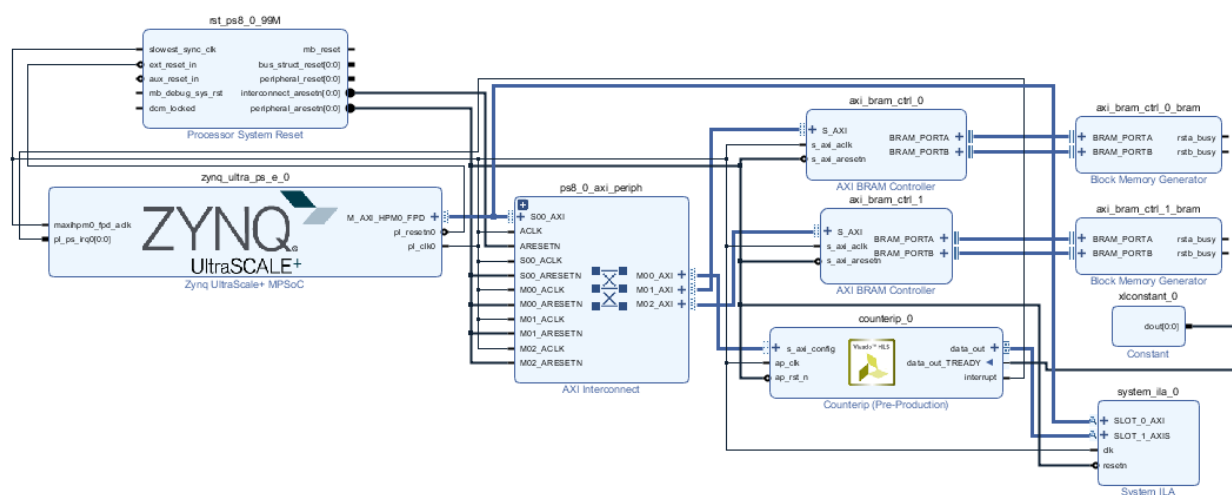 rst_ps8_0_99M
slowest_sync_clk
ext_reset_in
aux_reset_in
mb_debug_sys_rst
dcm_locked
mb_reset
bus_struct_reset[0:0]
peripheral_reset[0:0]
interconnect_aresetn[0:0]
peripheral_aresetn[0:0]
Processor System Reset
zynq_ultra_ps_e_0
maxihpm0_fpd_aclk
pl_ps_irq0[0:0]
ZYNQ
UltraSCALE+
M_AXI_HPM0_FPD
pl_resetn0
pl_clk0
Zynq UltraScale+ MPSoC
ps8_0_axi_periph
S00_AXI
ACLK
ARESETN
S00_ACLK
S00_ARESETN
M00_ACLK
M00_ARESETN
M01_ACLK
M01_ARESETN
M02_ACLK
M02_ARESETN
M00_AXI
M01_AXI
M02_AXI
AXI Interconnect
axi_bram_ctrl_0
S_AXI
s_axi_aclk
s_axi_aresetn
BRAM_PORTA
BRAM_PORTB
AXI BRAM Controller
axi_bram_ctrl_0_bram
BRAM_PORTA
BRAM_PORTB
rsta_busy
rstb_busy
Block Memory Generator
axi_bram_ctrl_1
S_AXI
s_axi_aclk
s_axi_aresetn
BRAM_PORTA
BRAM_PORTB
AXI BRAM Controller
axi_bram_ctrl_1_bram
BRAM_PORTA
BRAM_PORTB
rsta_busy
rstb_busy
Block Memory Generator
xlconstant_0
dout[0:0]
Constant
counterip_0
s_axi_config
ap_clk
ap_rst_n
Vivado™ HLS
data_out
data_out_TREADY
interrupt
Counterip (Pre-Production)
system_ila_0
SLOT_0_AXI
SLOT_1_AXIS
clk
resetn
System ILA